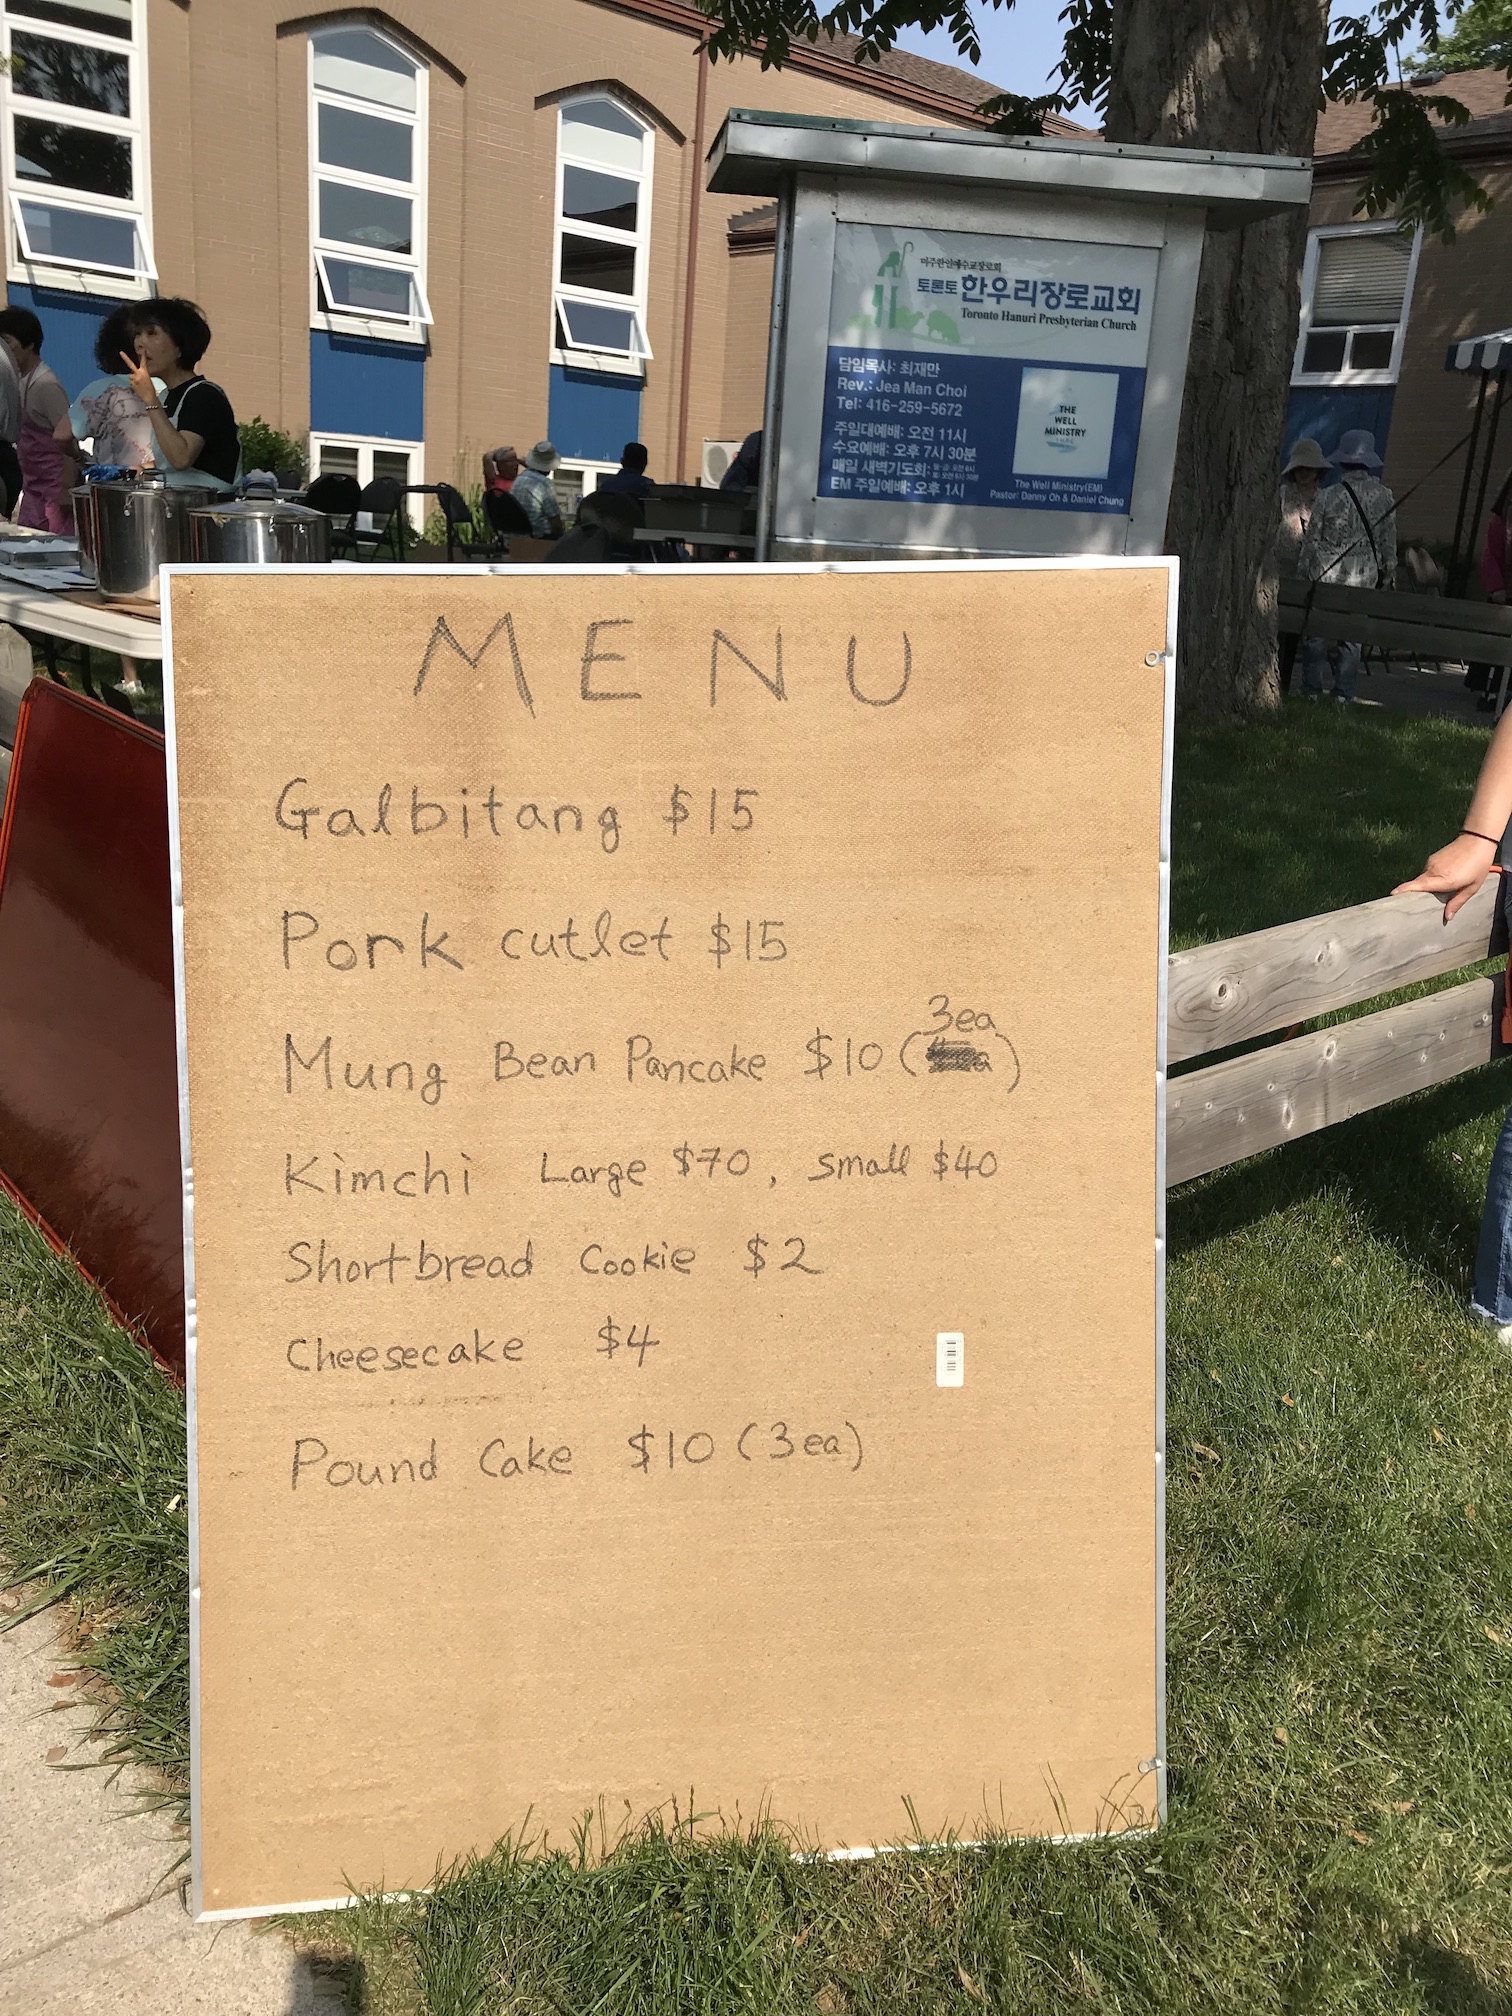 미주한인예수교장로회
토론토 한우리장로교회
Toronto Hanuri Presbyterian Church
담임목사: 최재만
Rev.: Jea Man Choi
Tel: 416-259-5672
주일대예배: 오전 11시
수요예배: 오후 7시 30분
매일 새벽기도회:
EM 주일예배: 오후 1시
THE
WELL
MINISTRY
The Well Ministry(EM)
Pastor: Danny Oh & Daniel Chung
MENU
Galbitang $15
Pork cutlet $15
3ea
Mung Bean Pancake $10 ( )
Kimchi Large $70, small $40
Shortbread Cookie $2
Cheesecake $4
Pound Cake $10 (3ea)